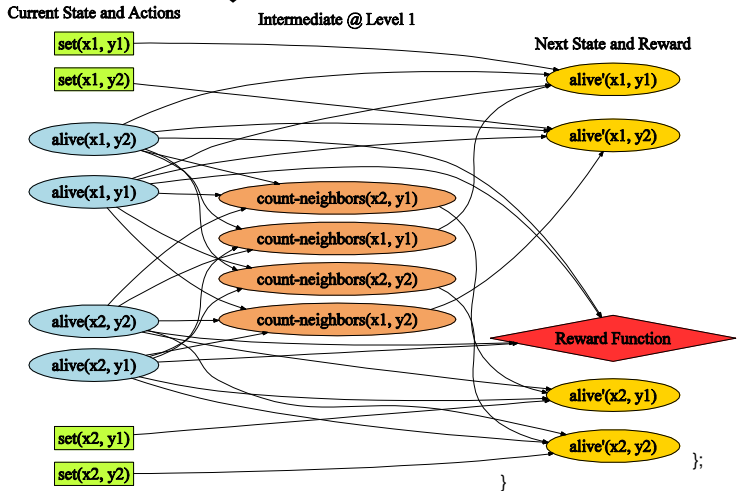 Current State and Actions
Intermediate @ Level 1
Next State and Reward
set(x1, y1)
set(x1, y2)
alive(x1, y2)
alive(x1, y1)
alive(x2, y2)
alive(x2, y1)
set(x2, y1)
set(x2, y2)
count-neighbors(x2, y1)
count-neighbors(x1, y1)
count-neighbors(x2, y2)
count-neighbors(x1, y2)
alive'(x1, y1)
alive'(x1, y2)
Reward Function
alive'(x2, y1)
alive'(x2, y2)
};
}